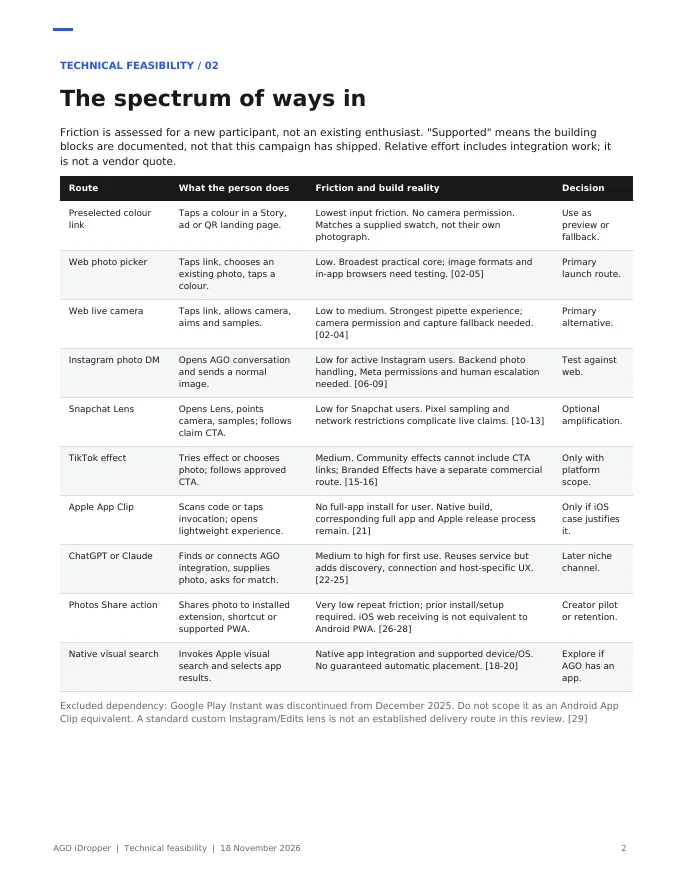 TECHNICAL FEASIBILITY / 02
The spectrum of ways in
Friction is assessed for a new participant, not an existing enthusiast. "Supported" means the building
blocks are documented, not that this campaign has shipped. Relative effort includes integration work; it
is not a vendor quote.
Route What the person does Friction and build reality Decision
Preselected colour Taps a colour in a Story, Lowest input friction. No camera permission. Use as
link ad or QR landing page. Matches a supplied swatch, not their own preview or
photograph. fallback.
Web photo picker Taps link, chooses an Low. Broadest practical core; image formats and Primary
existing photo, taps a in-app browsers need testing. [02-05] launch route.
colour.
Web live camera Taps link, allows camera, Low to medium. Strongest pipette experience; Primary
aims and samples. camera permission and capture fallback needed. alternative.
[02-04]
Instagram photo DM Opens AGO conversation Low for active Instagram users. Backend photo Test against
and sends a normal handling, Meta permissions and human escalation web.
image. needed. [06-09]
Snapchat Lens Opens Lens, points Low for Snapchat users. Pixel sampling and Optional
camera, samples; follows network restrictions complicate live claims. [10-13] amplification.
claim CTA.
TikTok effect Tries effect or chooses Medium. Community effects cannot include CTA Only with
photo; follows approved links; Branded Effects have a separate commercial platform
CTA. route. [15-16] scope.
Apple App Clip Scans code or taps No full-app install for user. Native build, Only if iOS
invocation; opens corresponding full app and Apple release process case justifies
lightweight experience. remain. [21] it.
ChatGPT or Claude Finds or connects AGO Medium to high for first use. Reuses service but Later niche
integration, supplies adds discovery, connection and host-specific UX. channel.
photo, asks for match. [22-25]
Photos Share action Shares photo to installed Very low repeat friction; prior install/setup Creator pilot
extension, shortcut or required. iOS web receiving is not equivalent to or retention.
supported PWA. Android PWA. [26-28]
Native visual search Invokes Apple visual Native app integration and supported device/OS. Explore if
search and selects app No guaranteed automatic placement. [18-20] AGO has an
results. app.
Excluded dependency: Google Play Instant was discontinued from December 2025. Do not scope it as an Android App
Clip equivalent. A standard custom Instagram/Edits lens is not an established delivery route in this review. [29]
AGO iDropper | Technical feasibility | 18 November 2026 2